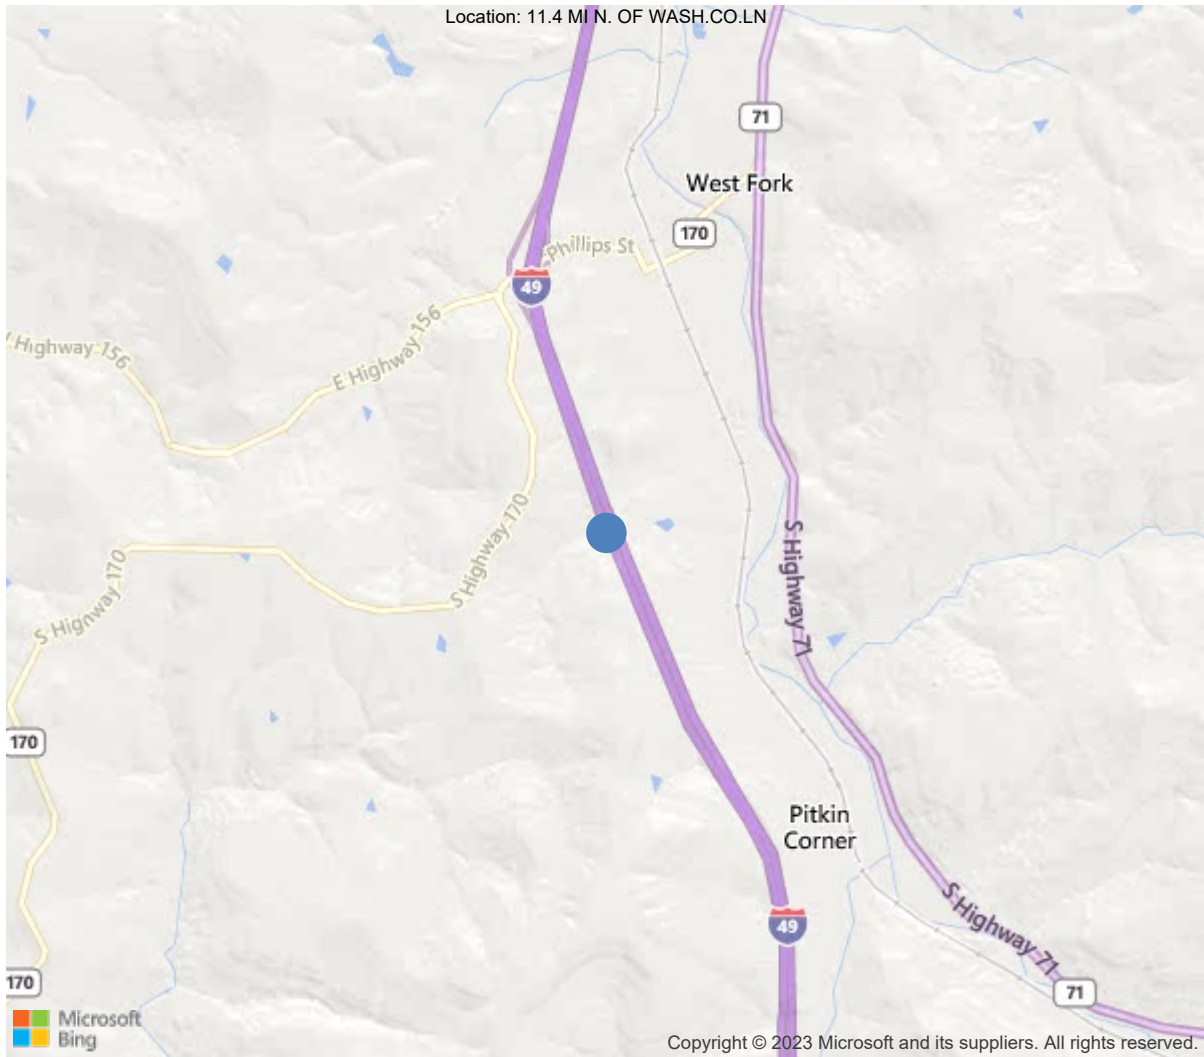 Location: 11.4 MI N. OF WASH.CO.LN
71
West Fork
170
Phillips St
49
E Highway 156
Highway 156
S Highway 170
S Highway 170
S Highway 71
170
Pitkin
Corner
49
S Highway 71
170
71
Microsoft
Bing
Copyright © 2023 Microsoft and its suppliers. All rights reserved.